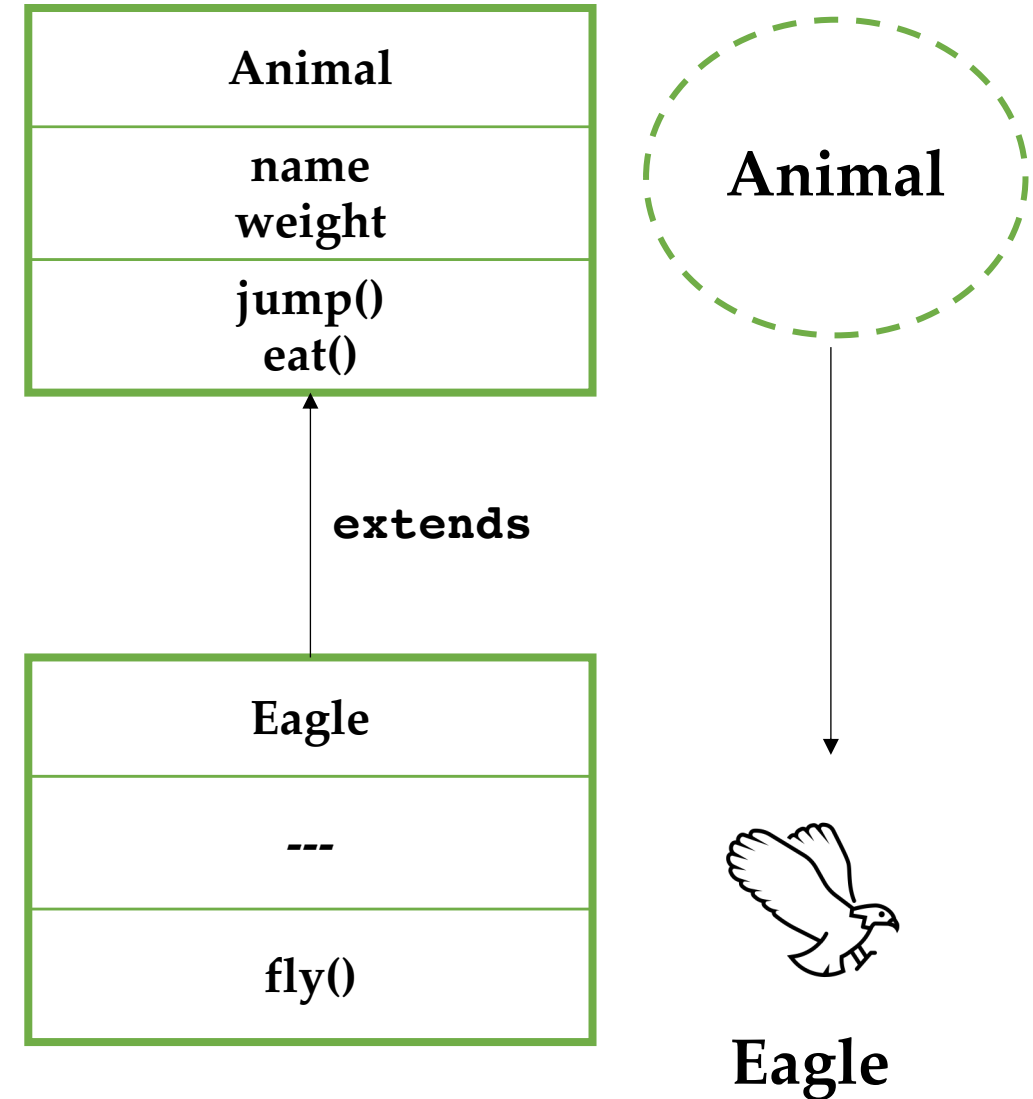 Animal
name
weight
jump()
eat()
extends
Eagle
---
fly()
Animal
Eagle